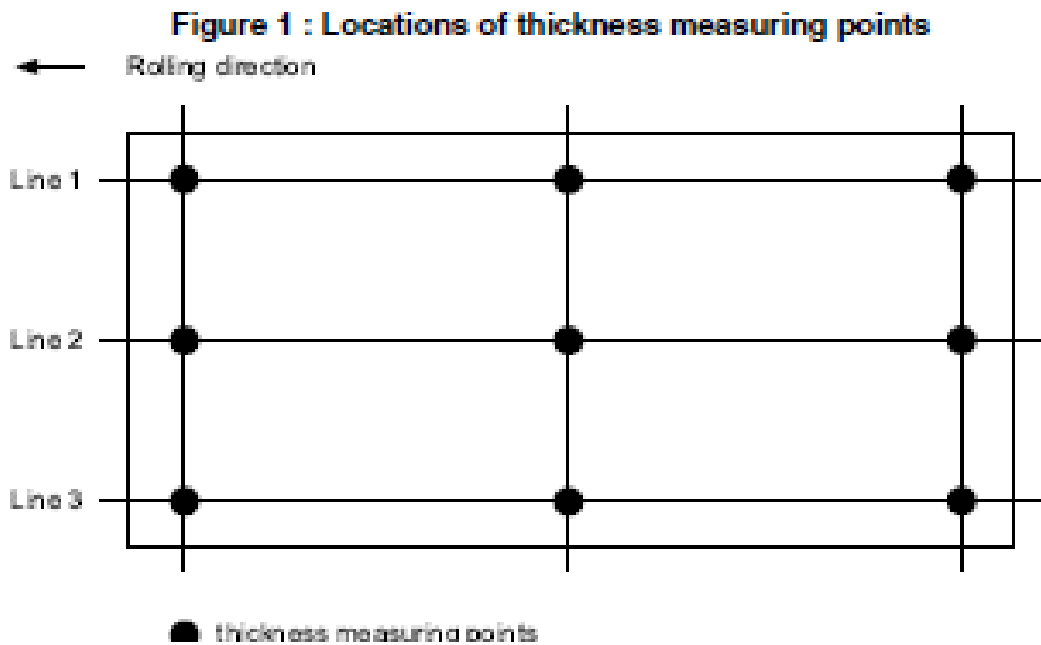 Figure 1 : Locations of thickness measuring points
Rolling direction
Line 1
Line 2
Line 3
thickness measuring points